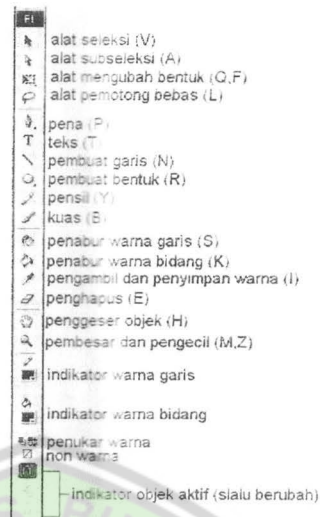 Fl
alat seleksi (V)
alat subseleksi (A)
alat mengubah bentuk (Q,F)
alat pemotong bebas (L)
pena (P)
T teks (T)
pembuat garis (N)
pembuat bentuk (R)
pensil (Y)
kuas (B)
penabur warna garis (S)
penabur warna bidang (K)
pengambil dan penyimpan warna (I)
penghapus (E)
penggeser objek (H)
pembesar dan pengecil (M,Z)
indikator warna garis
indikator warna bidang
penukar warna
non warna
indikator objek aktif (slalu berubah)